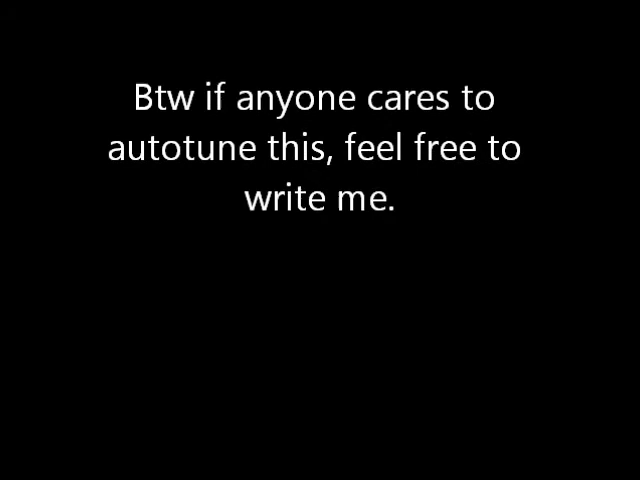 Btw if anyone cares to
autotune this, feel free to
write me.